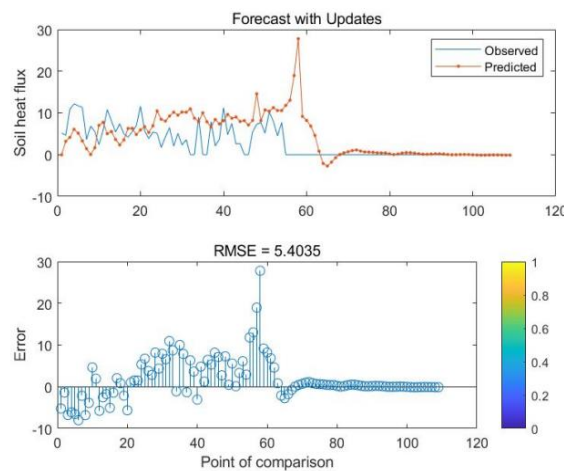 Forecast with Updates
30
20
10
0
-10
Soil heat flux
Observed
Predicted
0 20 40 60 80 100 120
RMSE = 5.4035
30
20
10
0
-10
Error
0 20 40 60 80 100 120
Point of comparison
1
0.8
0.6
0.4
0.2
0